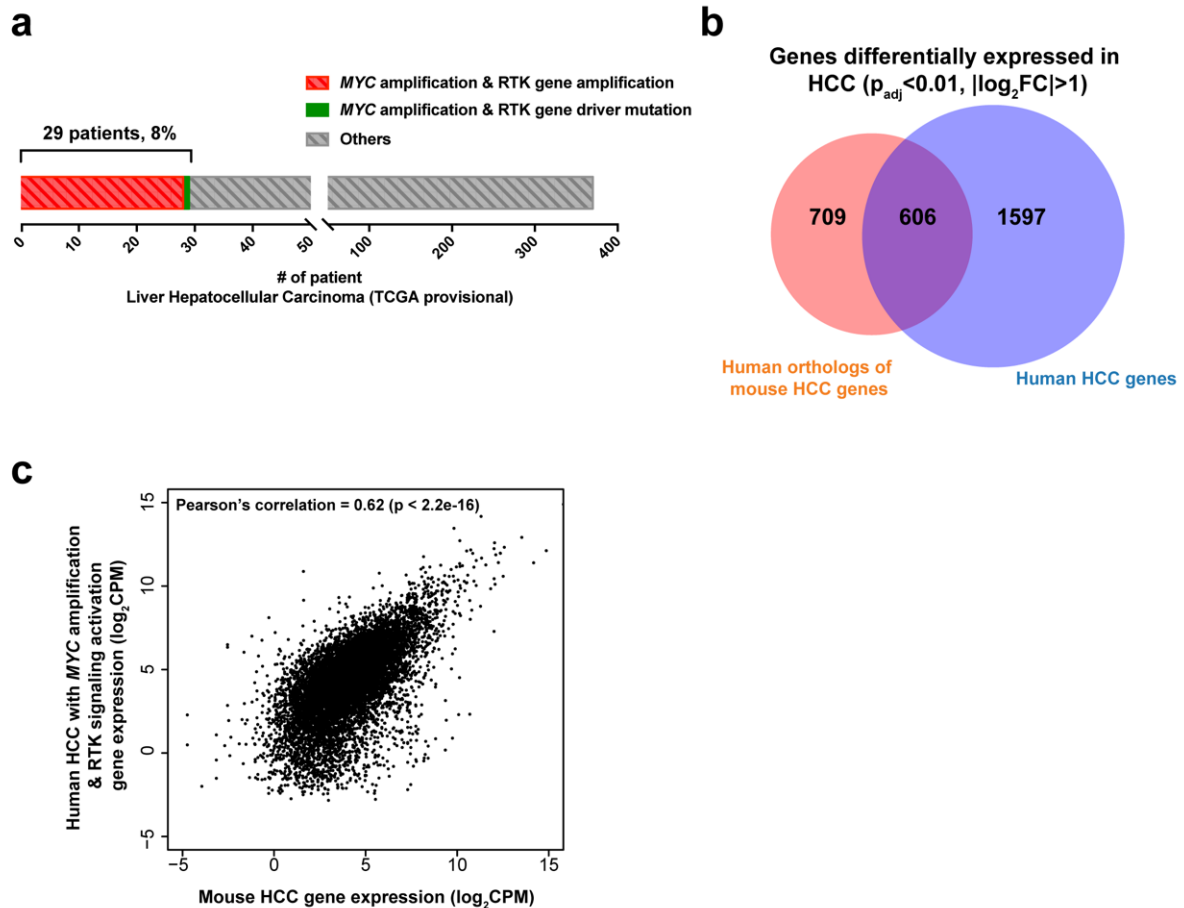 a
MYC amplification & RTK gene amplification
MYC amplification & RTK gene driver mutation
Others
29 patients, 8%
0 10 20 30 40 50 100 200 300 400
# of patient
Liver Hepatocellular Carcinoma (TCGA provisional)
b
Genes differentially expressed in
HCC (padj<0.01, |log2FC|>1)
709 606 1597
Human orthologs of
mouse HCC genes
Human HCC genes
c
Pearson's correlation = 0.62 (p < 2.2e-16)
Human HCC with MYC amplification
& RTK signaling activation
gene expression (log2CPM)
15
10
5
0
−5
−5 0 5 10 15
Mouse HCC gene expression (log2CPM)